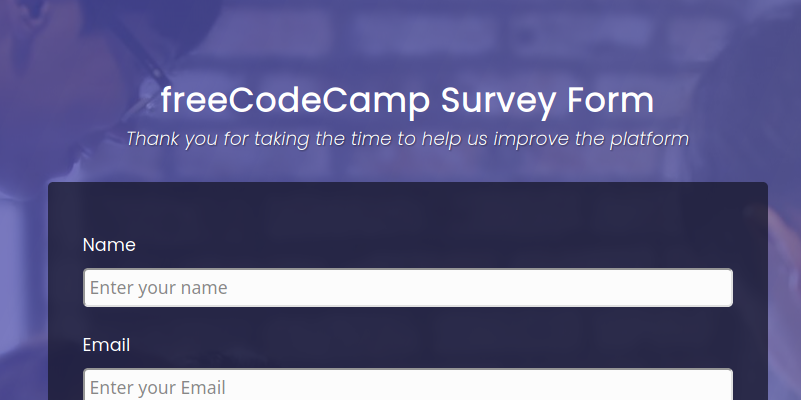 freeCodeCamp Survey Form
Thank you for taking the time to help us improve the platform
Name
Enter your name
Email
Enter your Email